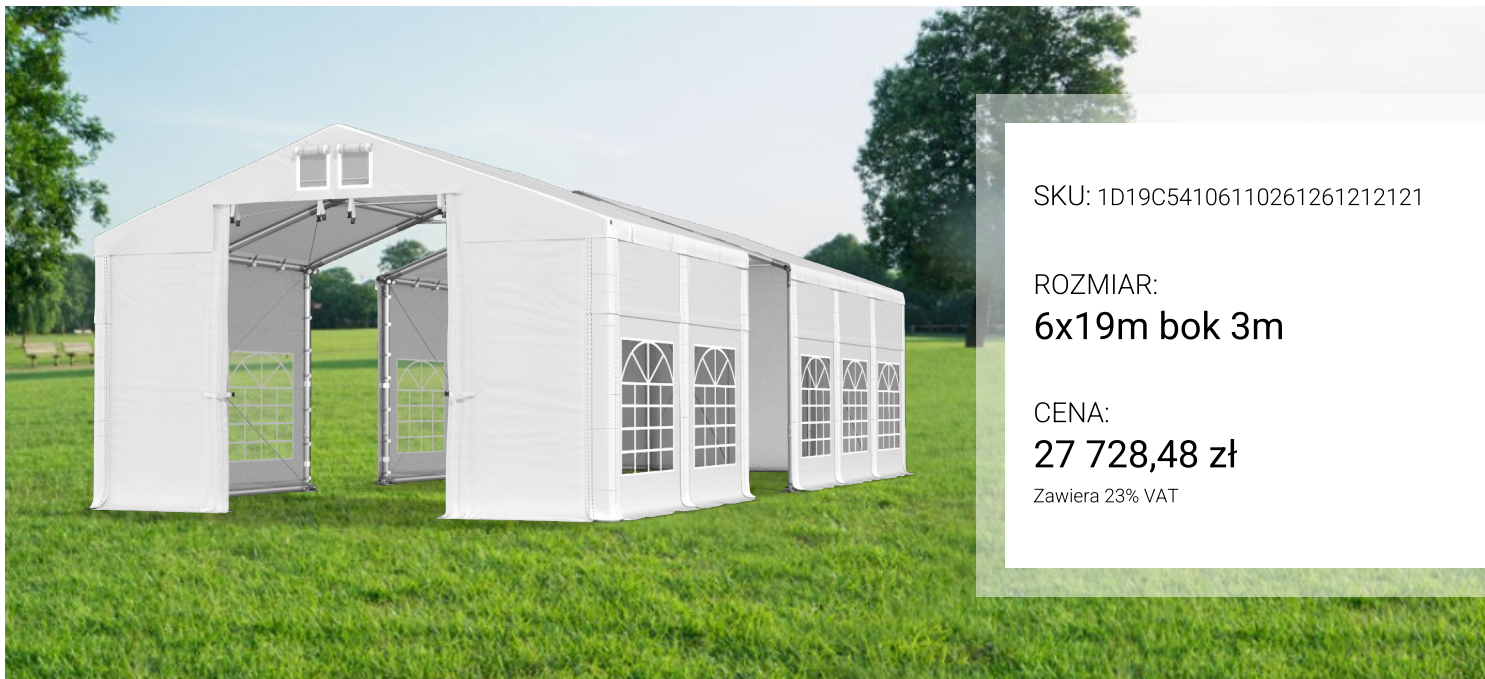 SKU: 1D19C54106110261261212121
ROZMIAR:
6x19m bok 3m
CENA:
27 728,48 zł
Zawiera 23% VAT